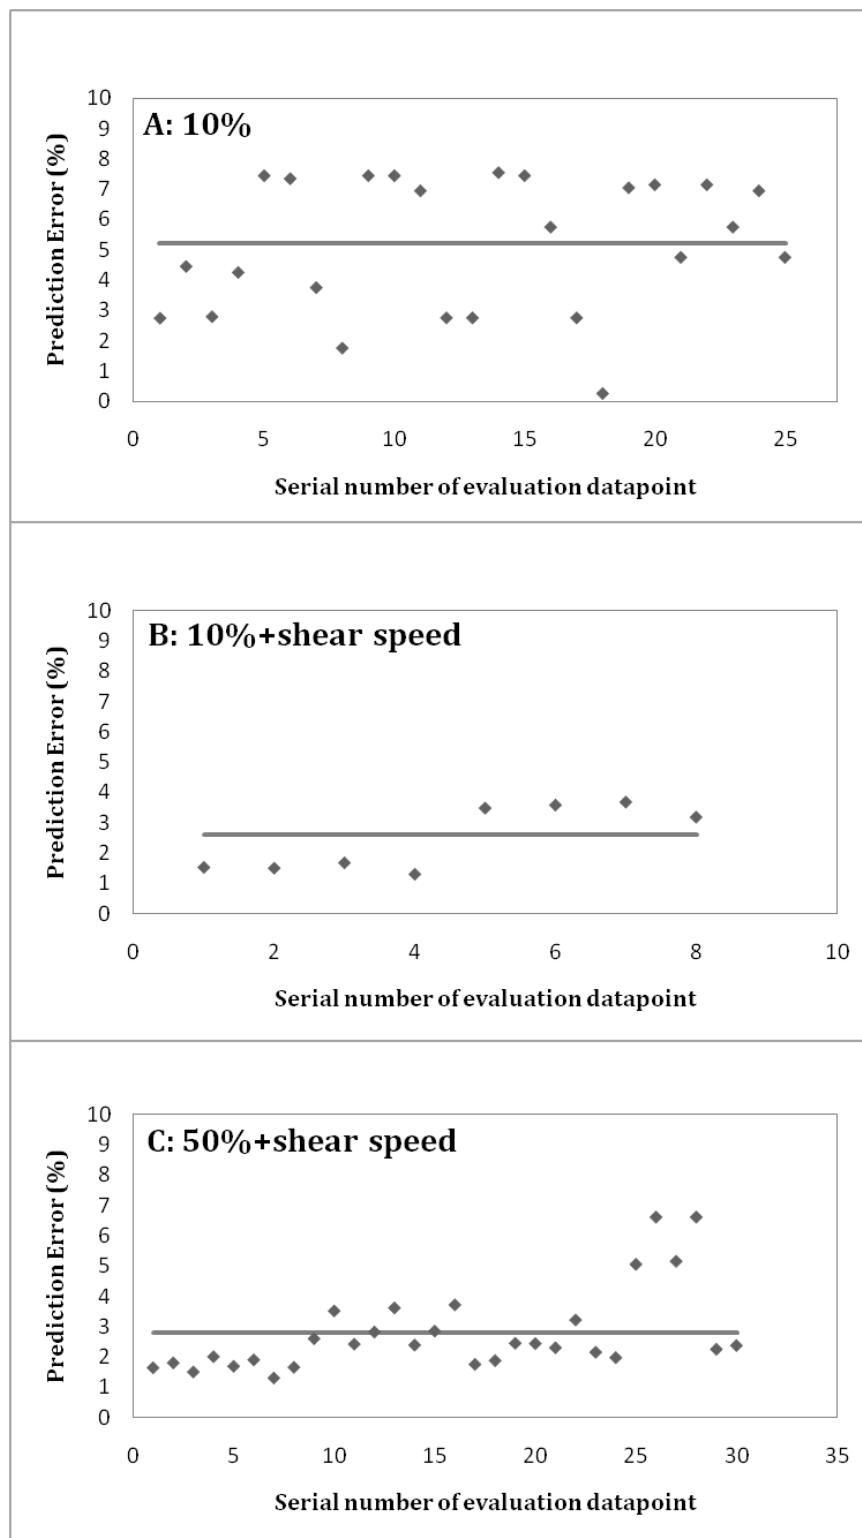 A: 10%
Prediction Error (%)
10
9
8
7
6
5
4
3
2
1
0
0 5 10 15 20 25
Serial number of evaluation datapoint
B: 10%+shear speed
Prediction Error (%)
10
9
8
7
6
5
4
3
2
1
0
0 2 4 6 8 10
Serial number of evaluation datapoint
C: 50%+shear speed
Prediction Error (%)
10
9
8
7
6
5
4
3
2
1
0
0 5 10 15 20 25 30 35
Serial number of evaluation datapoint